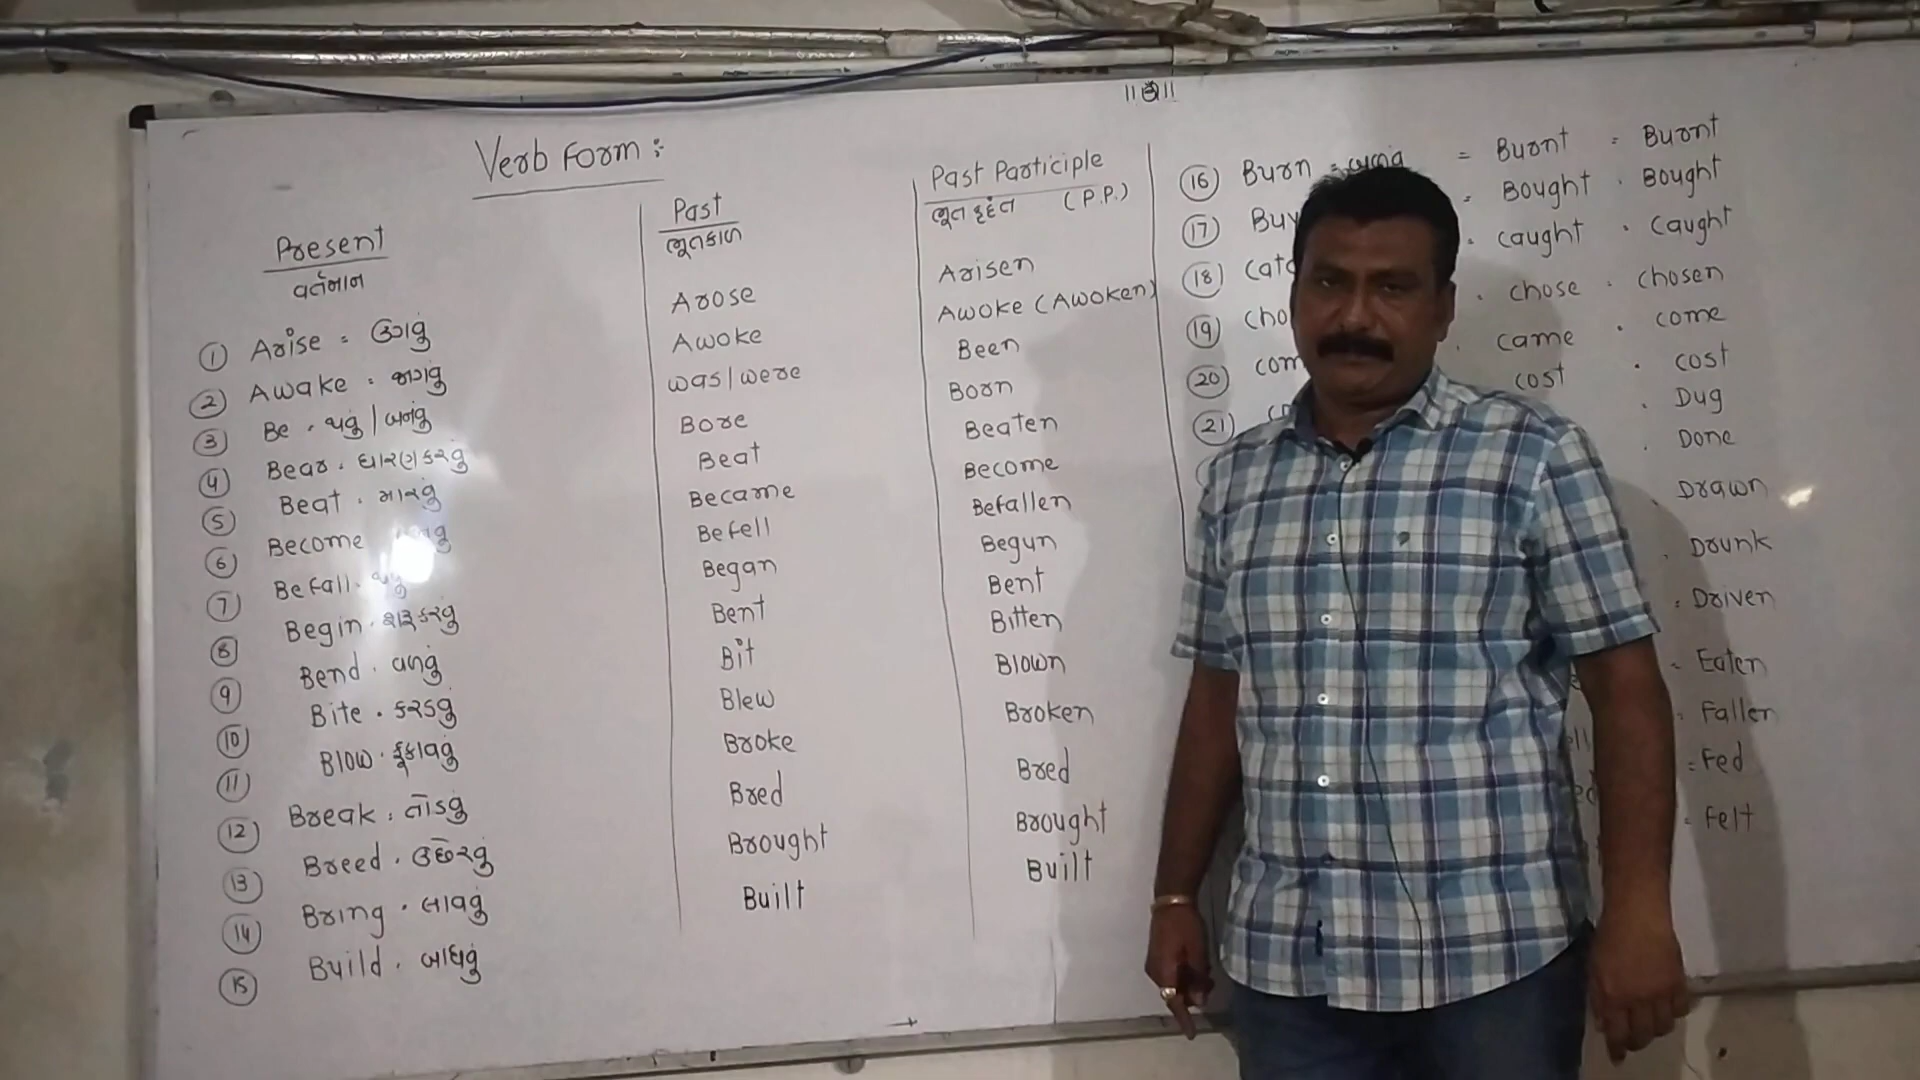 ॥ૐ॥
Verb Form :
Present
વર્તમાન
Past
ભૂતકાળ
Past Participle
ભૂત કૃદંત (P.P.)
① Arise = ઊગવું Arose Arisen
② Awake = જાગવું Awoke Awoke (Awoken)
③ Be . થવું / બનવું was/were Been
④ Bear . ધારણ કરવું Bore Born
⑤ Beat . મારવું Beat Beaten
⑥ Become Became Become
⑦ Befall . થવું Befell Befallen
⑧ Begin . શરૂ કરવું Began Begun
⑨ Bend . વાળવું Bent Bent
⑩ Bite . કરડવું Bit Bitten
⑪ Blow . ફૂંકાવવું Blew Blown
⑫ Break . તોડવું Broke Broken
⑬ Breed . ઉછેરવું Bred Bred
⑭ Bring . લાવવું Brought Brought
⑮ Build . બાંધવું Built Built
⑯ Burn = બાળવું = Burnt = Burnt
⑰ Buy = Bought . Bought
⑱ . caught . caught
⑲ . chose . chosen
⑳ . came . come
㉑ cost . cost
. Dug
. Done
. Drawn
. Drunk
: Driven
= Eaten
= Fallen
= Fed
= Felt